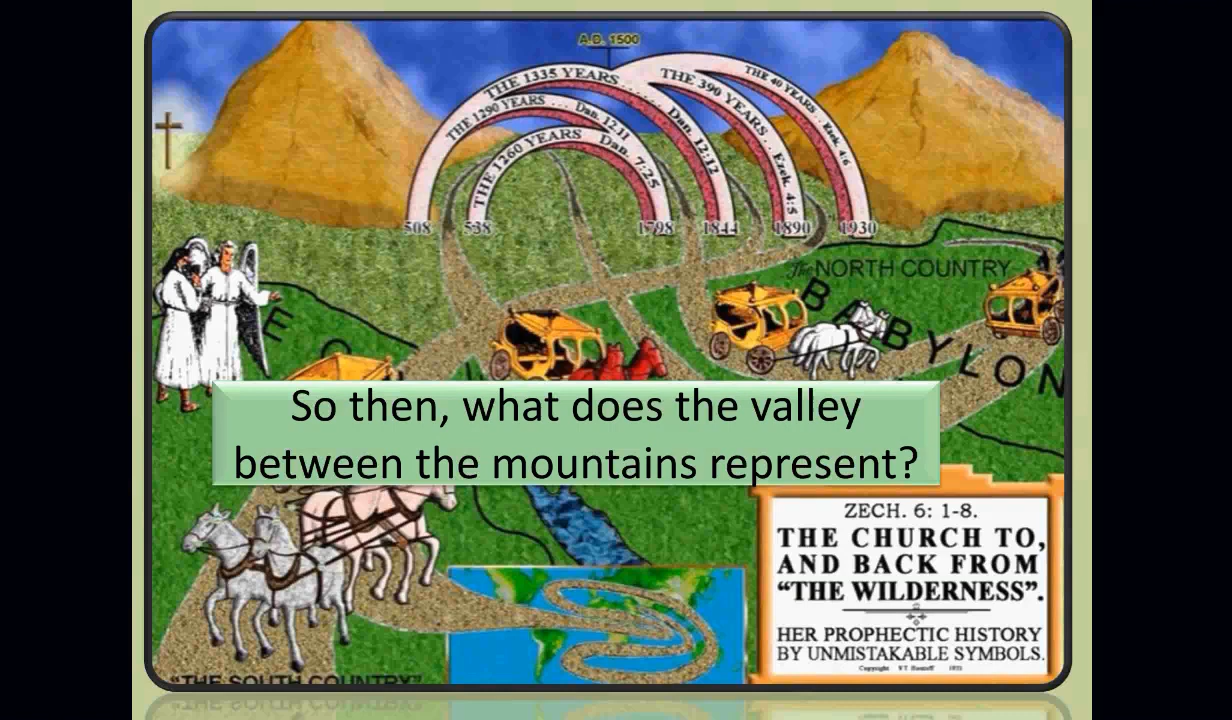 A.D. 1500
THE 1335 YEARS . . . Dan. 12:12
THE 390 YEARS . . Ezek. 4:5
THE 40 YEARS . . Ezek. 4:6
THE 1290 YEARS . . Dan. 12:11
THE 1260 YEARS Dan. 7:25
508 538 1798 1844 1890 1930
The NORTH COUNTRY
BABYLON
E G
So then, what does the valley
between the mountains represent?
ZECH. 6: 1-8.
THE CHURCH TO,
AND BACK FROM
“THE WILDERNESS”.
HER PROPHECTIC HISTORY
BY UNMISTAKABLE SYMBOLS.
Copyright V T Houteff
"THE SOUTH COUNTRY"